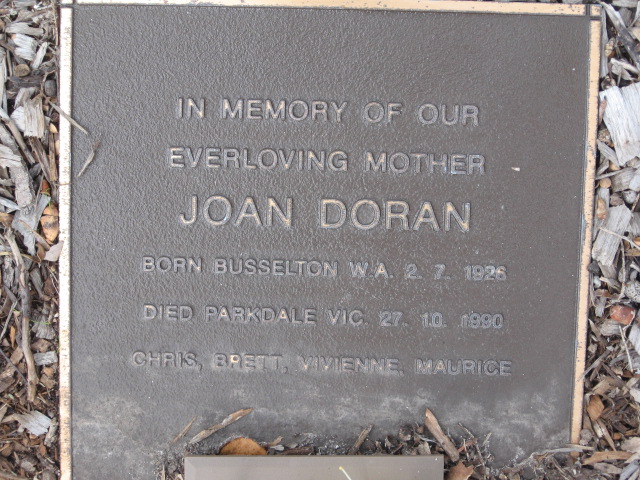 IN MEMORY OF OUR
EVERLOVING MOTHER
JOAN DORAN
BORN BUSSELTON W.A. 2. 7. 1926
DIED PARKDALE VIC. 27. 10. 1990
CHRIS, BRETT, VIVIENNE, MAURICE